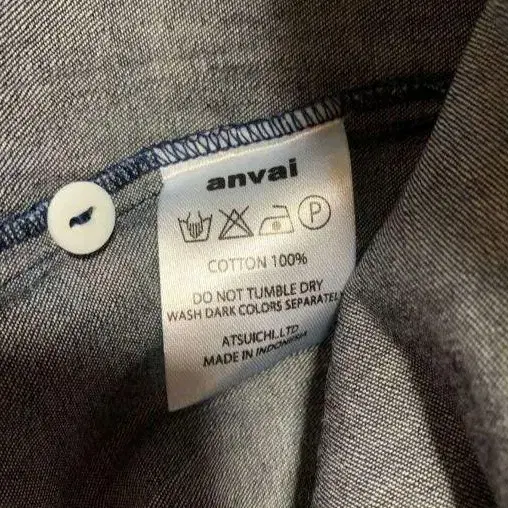 anvai
P
COTTON 100%
DO NOT TUMBLE DRY
WASH DARK COLORS SEPARATEL
ATSUICHI.,LTD
MADE IN INDONESIA